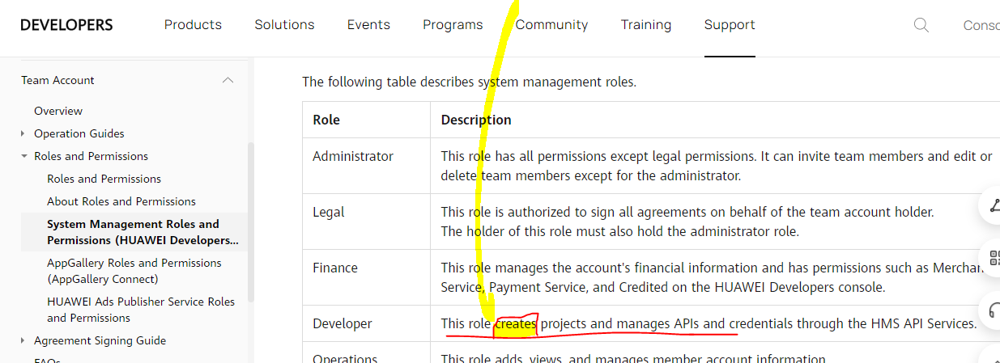 DEVELOPERS Products Solutions Events Programs Community Training Support
Team Account
Overview
Operation Guides
Roles and Permissions
Roles and Permissions
About Roles and Permissions
System Management Roles and
Permissions (HUAWEI Developers...
AppGallery Roles and Permissions
(AppGallery Connect)
HUAWEI Ads Publisher Service Roles
and Permissions
Agreement Signing Guide
FAQs
The following table describes system management roles.
Role Description
Administrator This role has all permissions except legal permissions. It can invite team members and edit or
delete team members except for the administrator.
Legal This role is authorized to sign all agreements on behalf of the team account holder.
The holder of this role must also hold the administrator role.
Finance This role manages the account's financial information and has permissions such as
Service, Payment Service, and Credited on the HUAWEI Developers console.
Developer This role creates projects and manages APIs and credentials through the HMS API Services.
Operations This role adds, views, and manages member account information